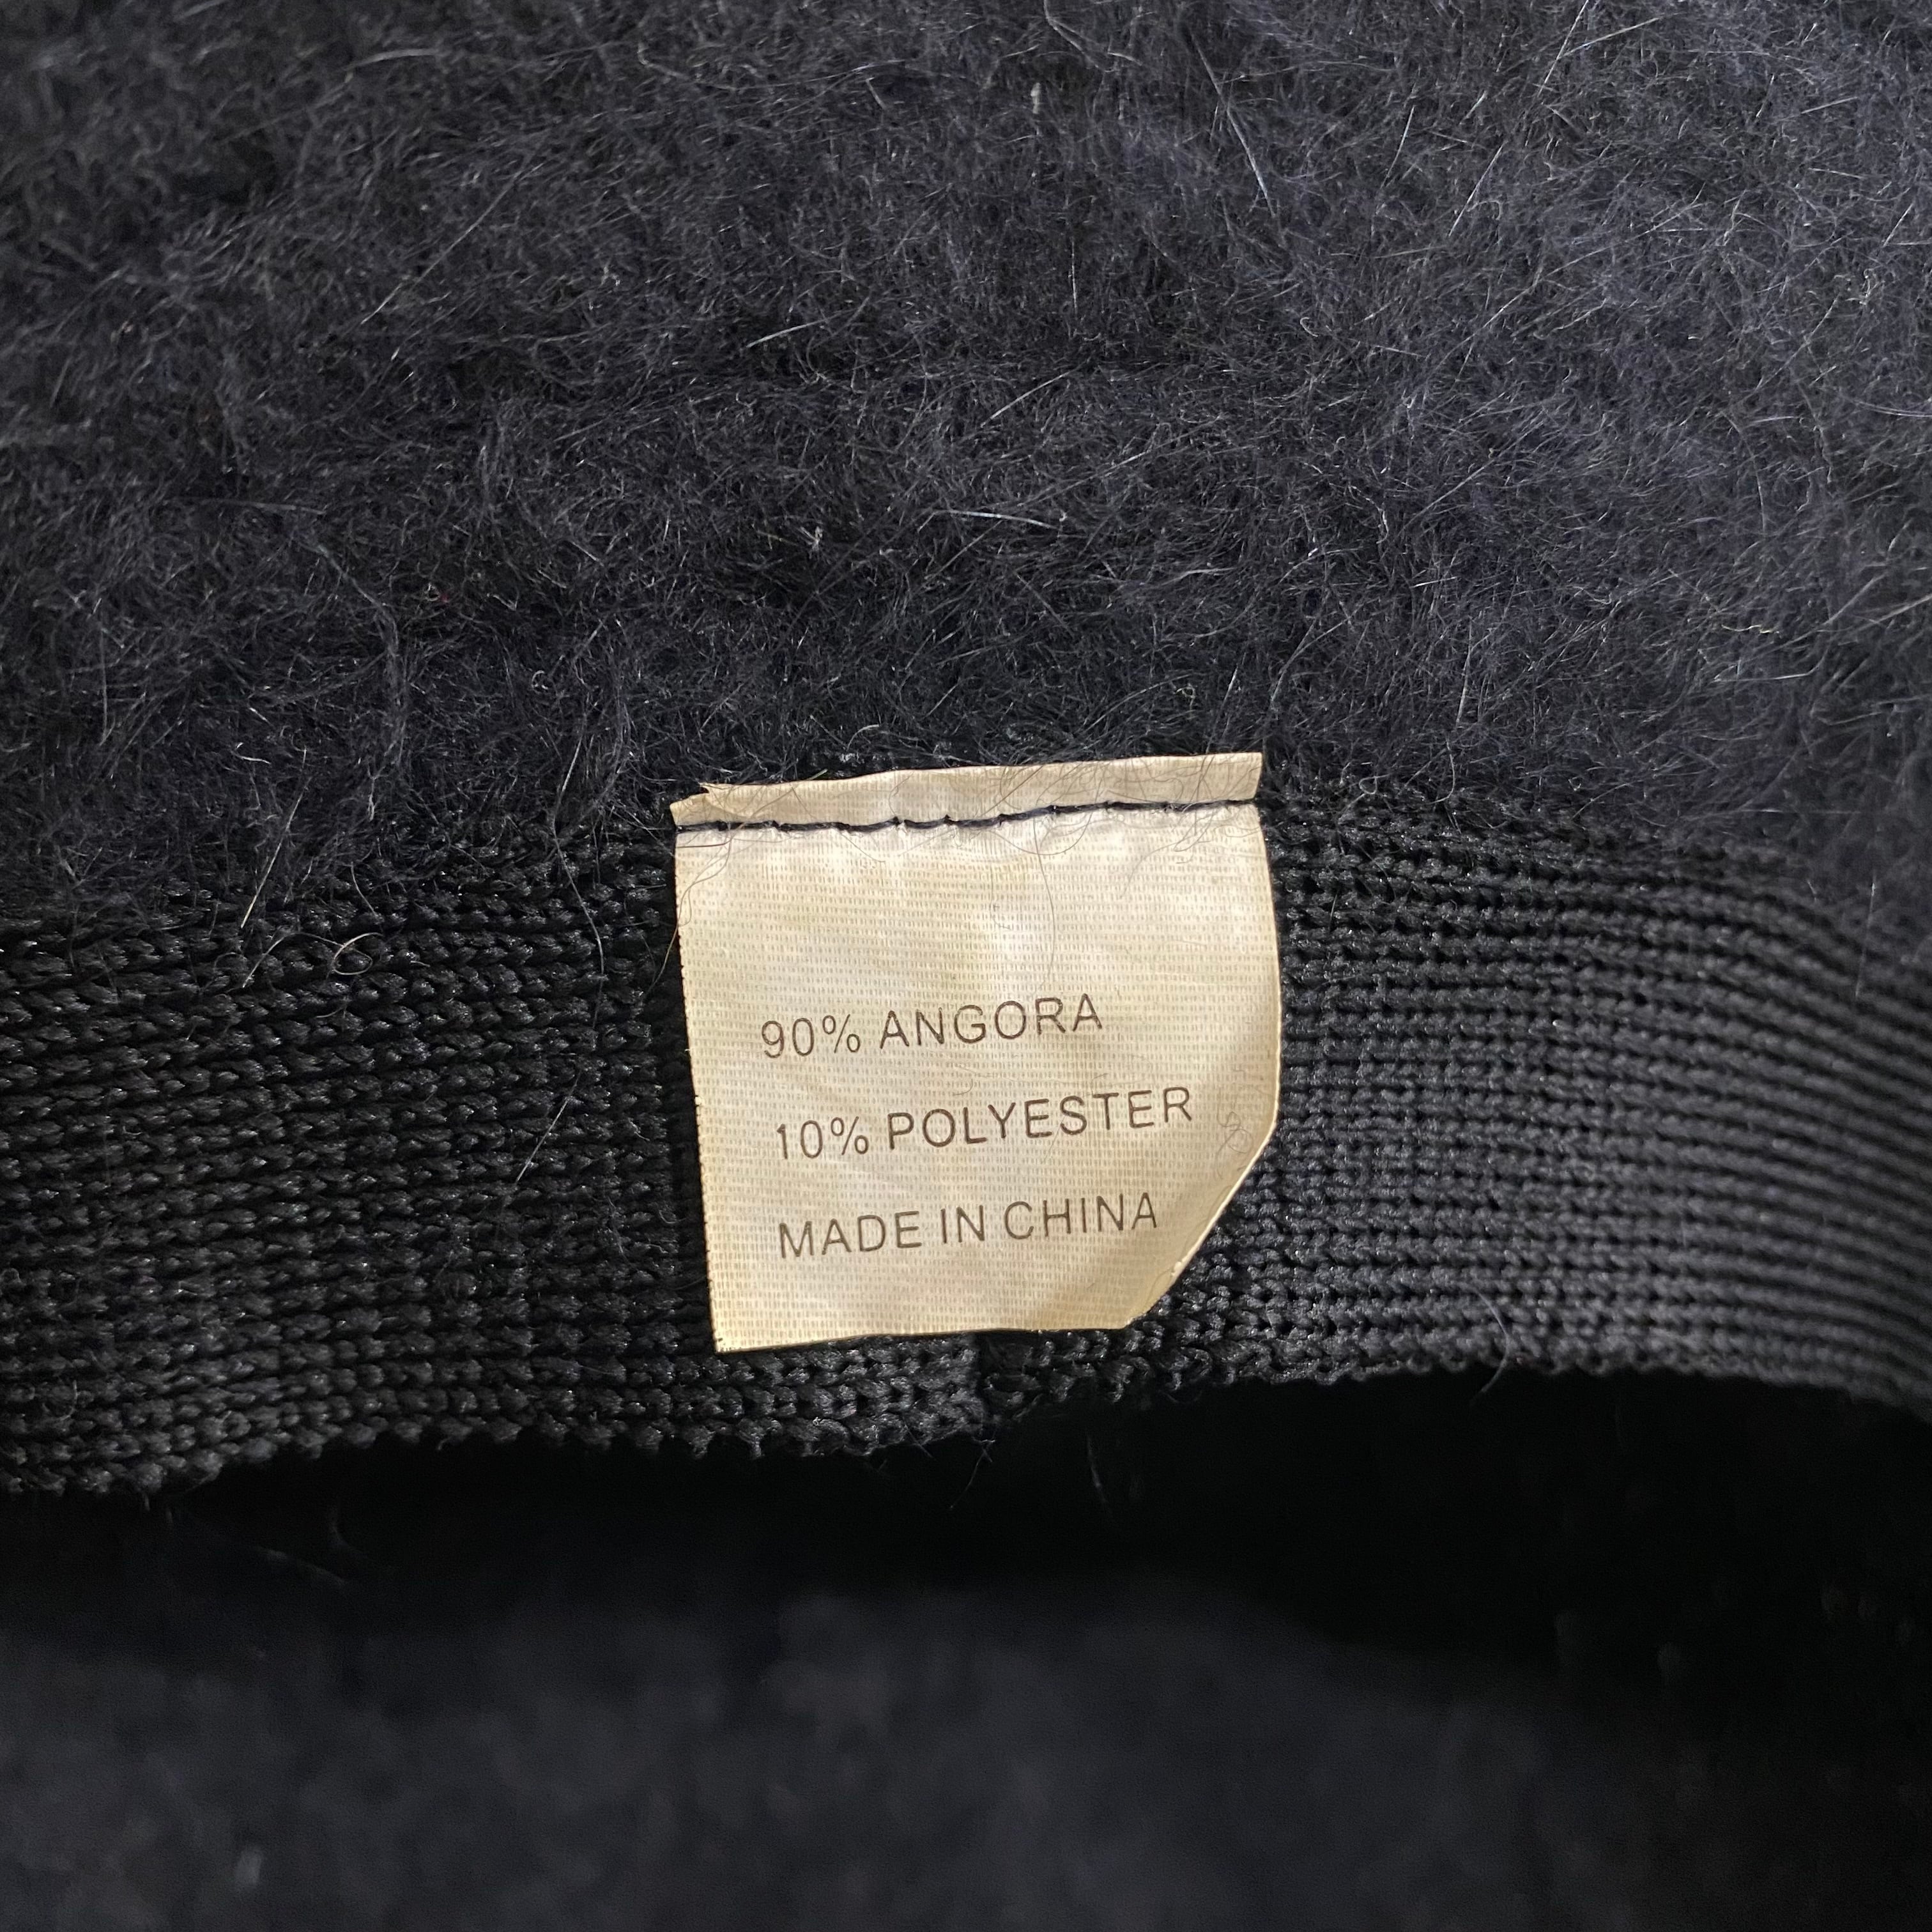 90% ANGORA
10% POLYESTER
MADE IN CHINA